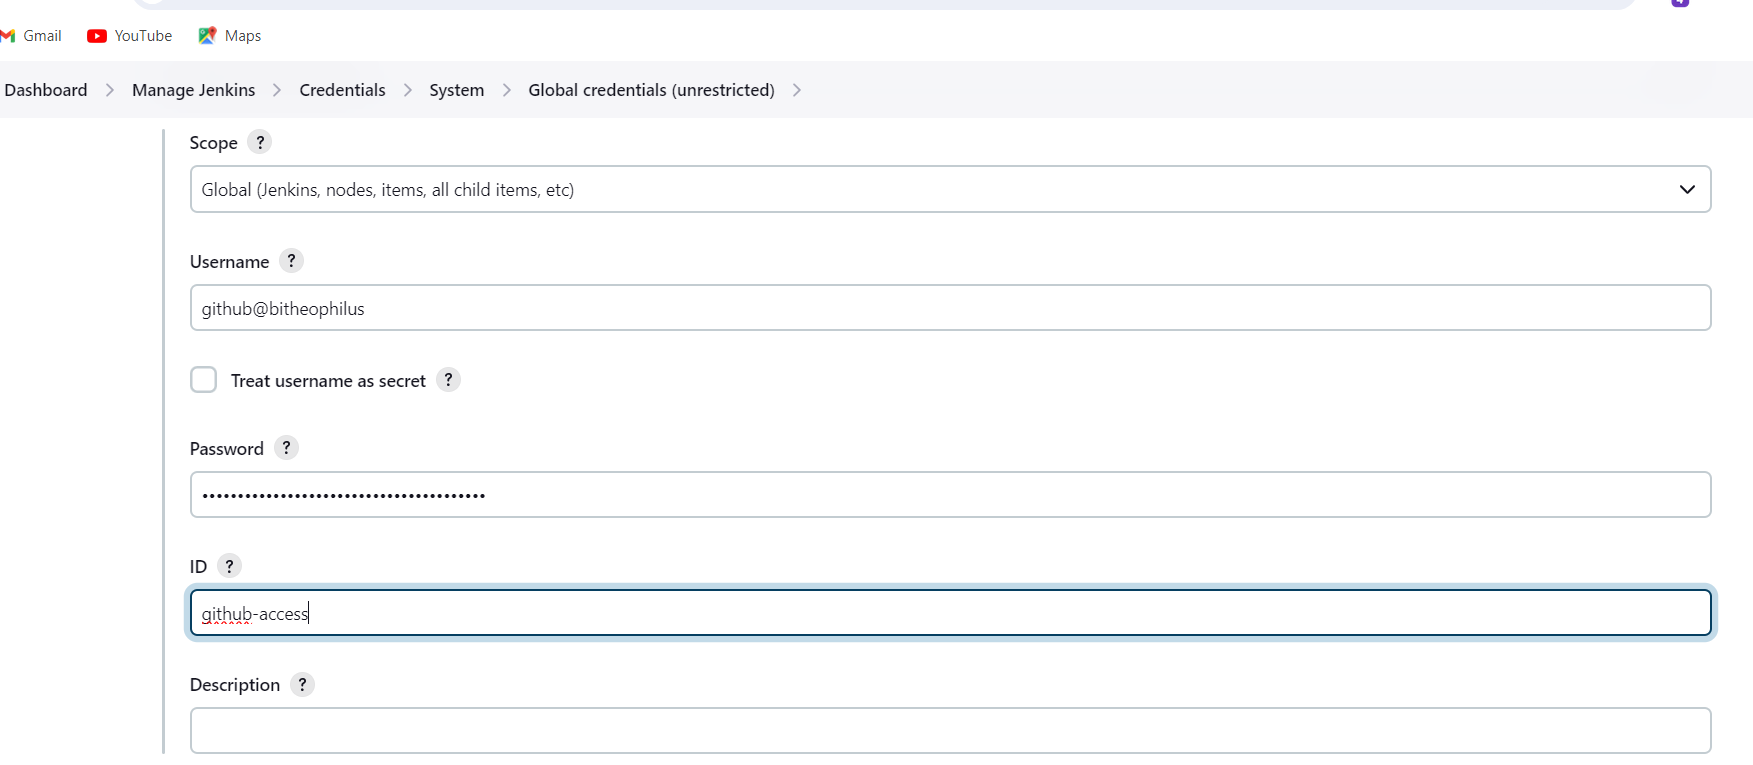 Gmail YouTube Maps
Dashboard > Manage Jenkins > Credentials > System > Global credentials (unrestricted) >
Scope ?
Global (Jenkins, nodes, items, all child items, etc)
Username ?
github@bitheophilus
Treat username as secret ?
Password ?
••••••••••••••••••••••••••••••••••••••••
ID ?
github-access
Description ?